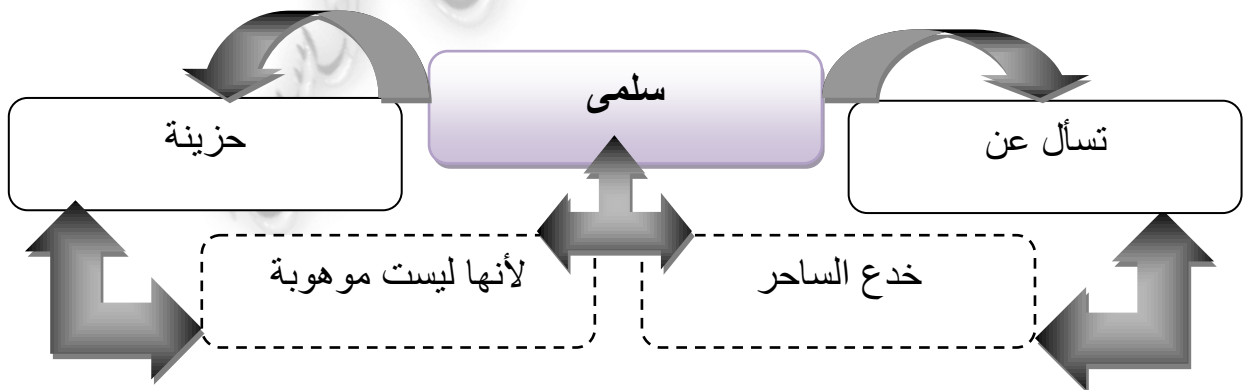 سلمى
تسأل عن
حزينة
خدع الساحر
لأنها ليست موهوبة